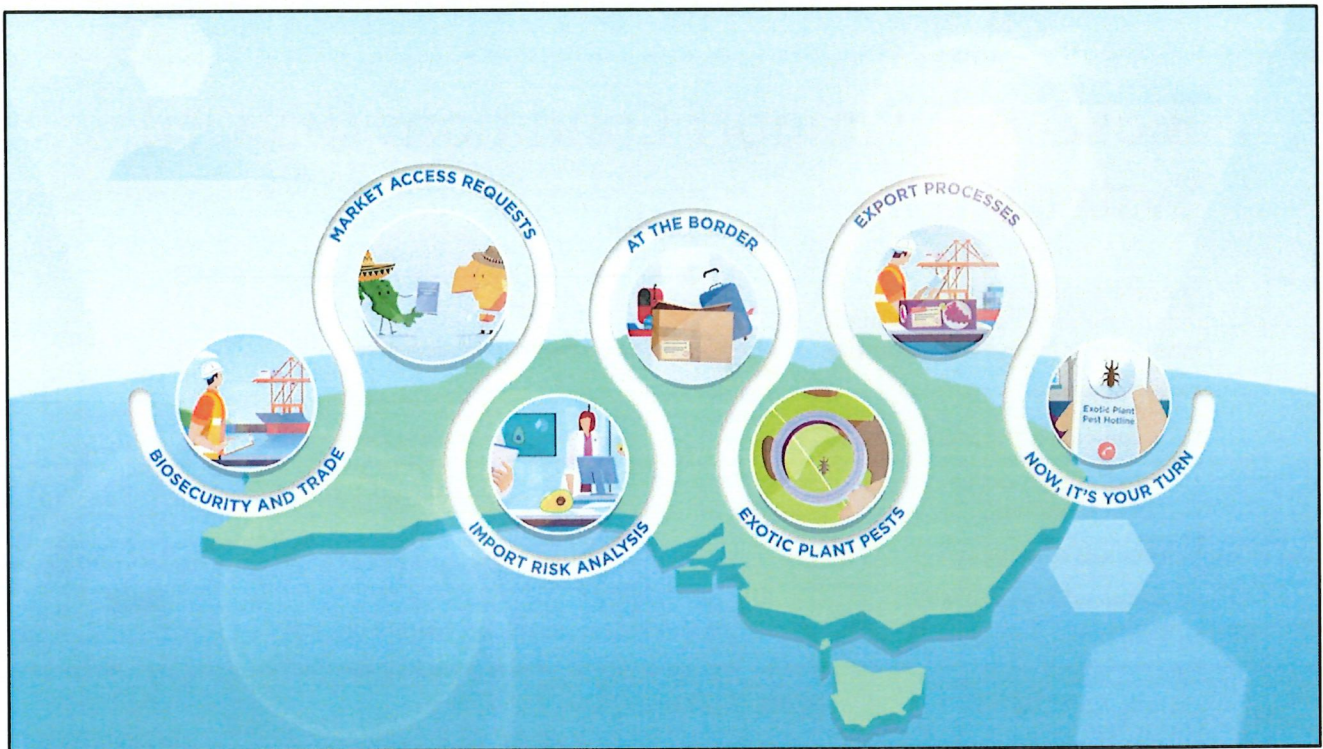 BIOSECURITY AND TRADE
MARKET ACCESS REQUESTS
IMPORT RISK ANALYSIS
AT THE BORDER
EXOTIC PLANT PESTS
EXPORT PROCESSES
Exotic Plant
Pest Hotline
NOW, IT'S YOUR TURN